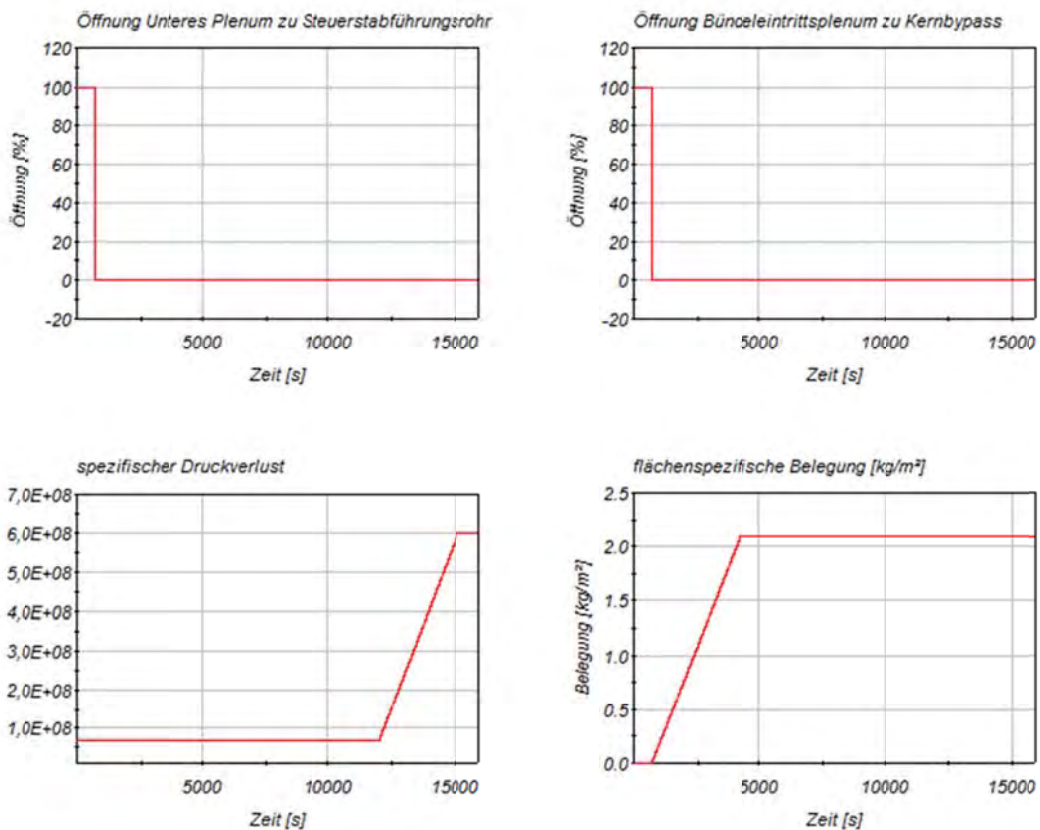 Öffnung Unteres Plenum zu Steuerstabführungsrohr
120
100
80
60
40
20
0
-20
Öffnung [%]
5000 10000 15000
Zeit [s]
Öffnung Bünceleintrittsplenum zu Kernbypass
120
100
80
60
40
20
0
-20
Öffnung [%]
5000 10000 15000
Zeit [s]
spezifischer Druckverlust
7,0E+08
6,0E+08
5,0E+08
4,0E+08
3,0E+08
2,0E+08
1,0E+08
5000 10000 15000
Zeit [s]
flächenspezifische Belegung [kg/m²]
2.5
2.0
1.5
1.0
0.5
0.0
Belegung [kg/m²]
5000 10000 15000
Zeit [s]